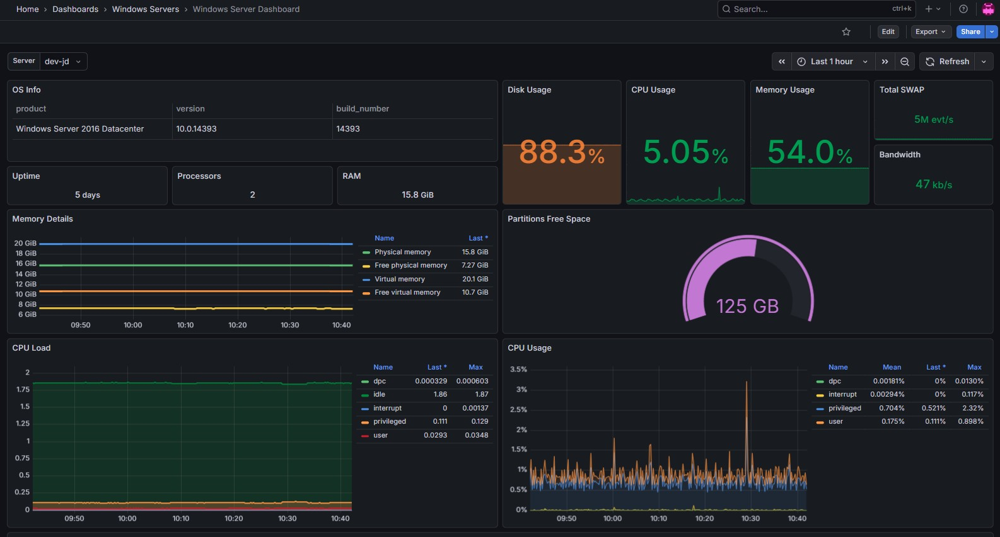 Home › Dashboards › Windows Servers › Windows Server Dashboard
Search... ctrl+k
Edit Export Share
Server dev-jd
Last 1 hour Refresh
OS Info
product version build_number
Windows Server 2016 Datacenter 10.0.14393 14393
Uptime
5 days
Processors
2
RAM
15.8 GiB
Disk Usage
88.3%
CPU Usage
5.05%
Memory Usage
54.0%
Total SWAP
5M evt/s
Bandwidth
47 kb/s
Memory Details
20 GiB
18 GiB
16 GiB
14 GiB
12 GiB
10 GiB
8 GiB
6 GiB
09:50 10:00 10:10 10:20 10:30 10:40
Name Last *
Physical memory 15.8 GiB
Free physical memory 7.27 GiB
Virtual memory 20.1 GiB
Free virtual memory 10.7 GiB
Partitions Free Space
125 GB
CPU Load
2
1.75
1.5
1.25
1
0.75
0.5
0.25
0
09:50 10:00 10:10 10:20 10:30 10:40
Name Last * Max
dpc 0.000329 0.000603
idle 1.86 1.87
interrupt 0 0.00137
privileged 0.111 0.129
user 0.0293 0.0348
CPU Usage
3.5%
3%
2.5%
2%
1.5%
1%
0.5%
0%
09:50 10:00 10:10 10:20 10:30 10:40
Name Mean Last * Max
dpc 0.00181% 0% 0.0130%
interrupt 0.00294% 0% 0.117%
privileged 0.704% 0.521% 2.32%
user 0.175% 0.111% 0.898%